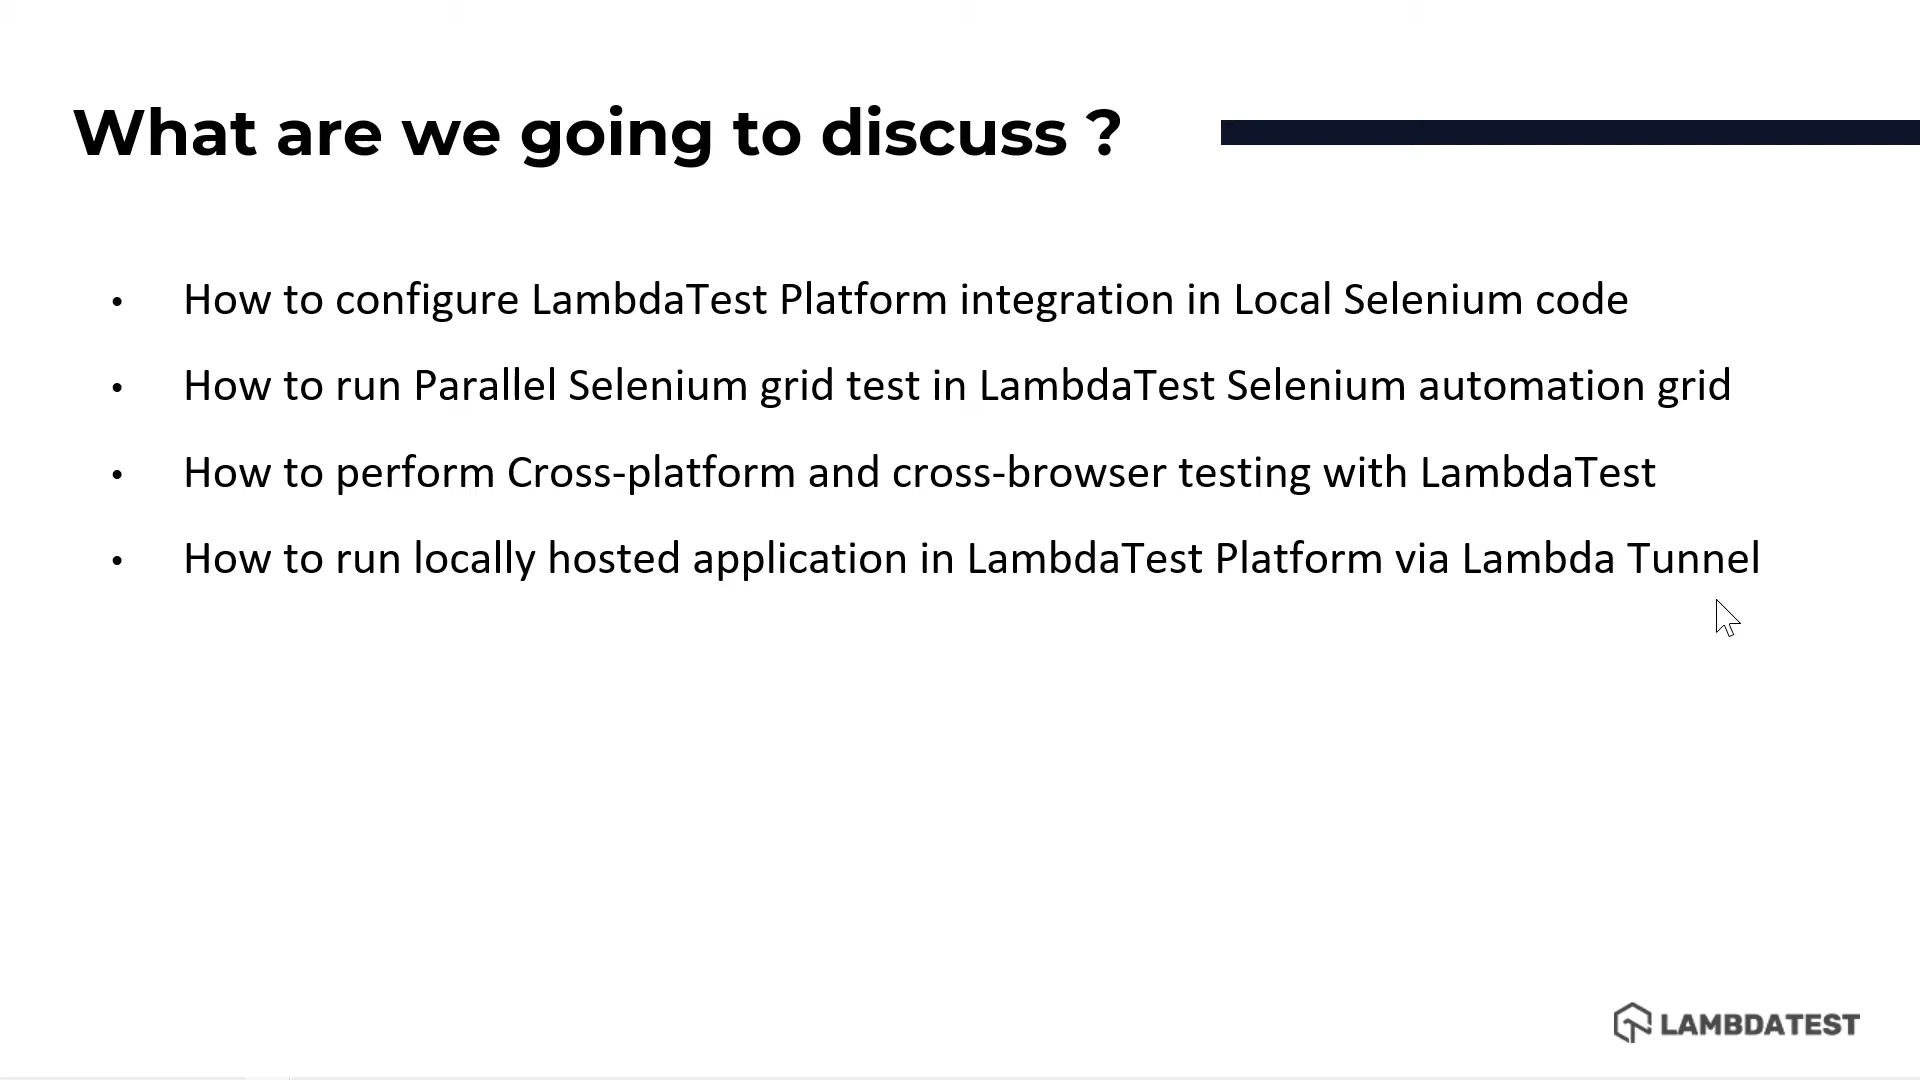 What are we going to discuss ?
• How to configure LambdaTest Platform integration in Local Selenium code
• How to run Parallel Selenium grid test in LambdaTest Selenium automation grid
• How to perform Cross-platform and cross-browser testing with LambdaTest
• How to run locally hosted application in LambdaTest Platform via Lambda Tunnel
LAMBDATEST